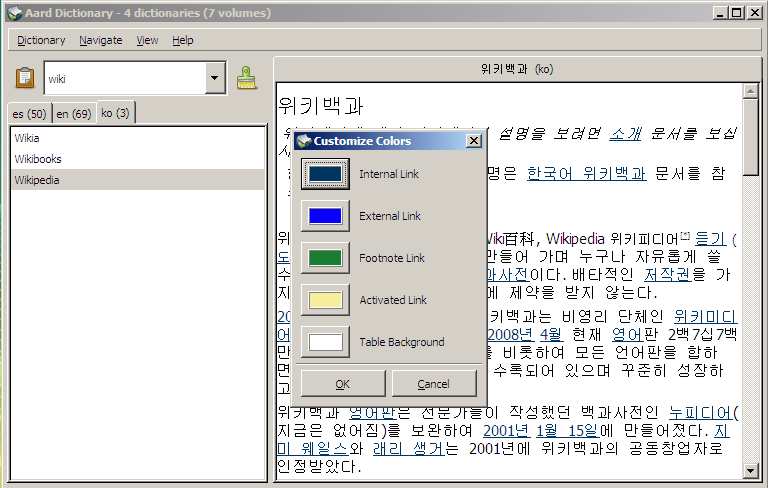 Aard Dictionary - 4 dictionaries (7 volumes)
Dictionary Navigate View Help
wiki
es (50) en (69) ko (3)
Wikia
Wikibooks
Wikipedia
위키백과 (ko)
위키백과
설명을 보려면 소개 문서를 보십
시
명은 한국어 위키백과 문서를 참
위
Wiki百科, Wikipedia 위키피디어[*] 듣기 (
도
만들어 가며 누구나 자유롭게 쓸
수
과사전이다. 배타적인 저작권을 가
지
에 제약을 받지 않는다.
20
키백과는 비영리 단체인 위키미디
어
2008년 4월 현재 영어판 2백7십7백
만
를 비롯하여 모든 언어판을 합하
면
수록되어 있으며 꾸준히 성장하
고
위키백과 영어판은 전문가들이 작성했던 백과사전인 누피디어(
지금은 없어짐)를 보완하여 2001년 1월 15일에 만들어졌다. 지
미 웨일스와 래리 생거는 2001년에 위키백과의 공동창업자로
인정받았다.
Customize Colors
Internal Link
External Link
Footnote Link
Activated Link
Table Background
OK Cancel